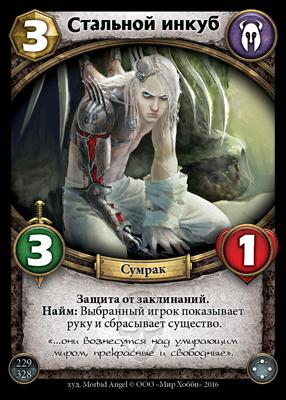 3
Стальной инкуб
3
1
Сумрак
Защита от заклинаний.
Найм: Выбранный игрок показывает
руку и сбрасывает существо.
«...они вознесутся над умирающим
миром, прекрасные и свободные».
229
328
худ. Morbid Angel © ООО «Мир Хобби» 2016